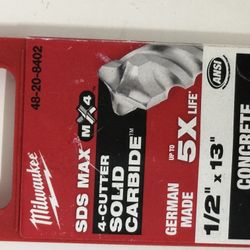 48-20-8402
Milwaukee
SDS MAX MX4
4-CUTTER
SOLID
CARBIDE™
GERMAN
MADE
UP TO
5X
LIFE*
ANSI
1/2" x 13"
CONCRETE